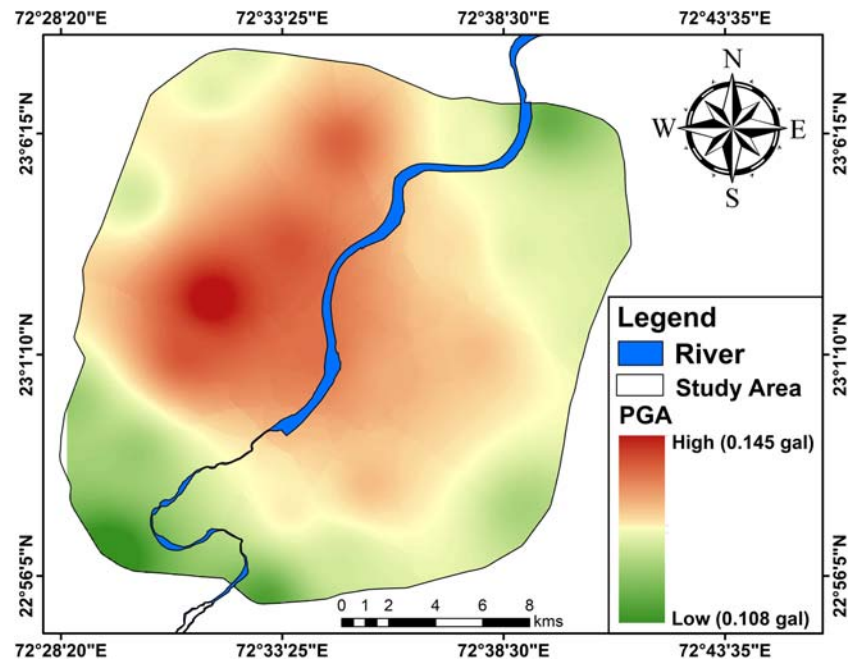 72°28'20"E 72°33'25"E 72°38'30"E 72°43'35"E
N
W E
S
23°6'15"N 23°6'15"N
23°1'10"N 23°1'10"N
22°56'5"N 22°56'5"N
Legend
River
Study Area
PGA
High (0.145 gal)
Low (0.108 gal)
0 1 2 4 6 8
kms
72°28'20"E 72°33'25"E 72°38'30"E 72°43'35"E